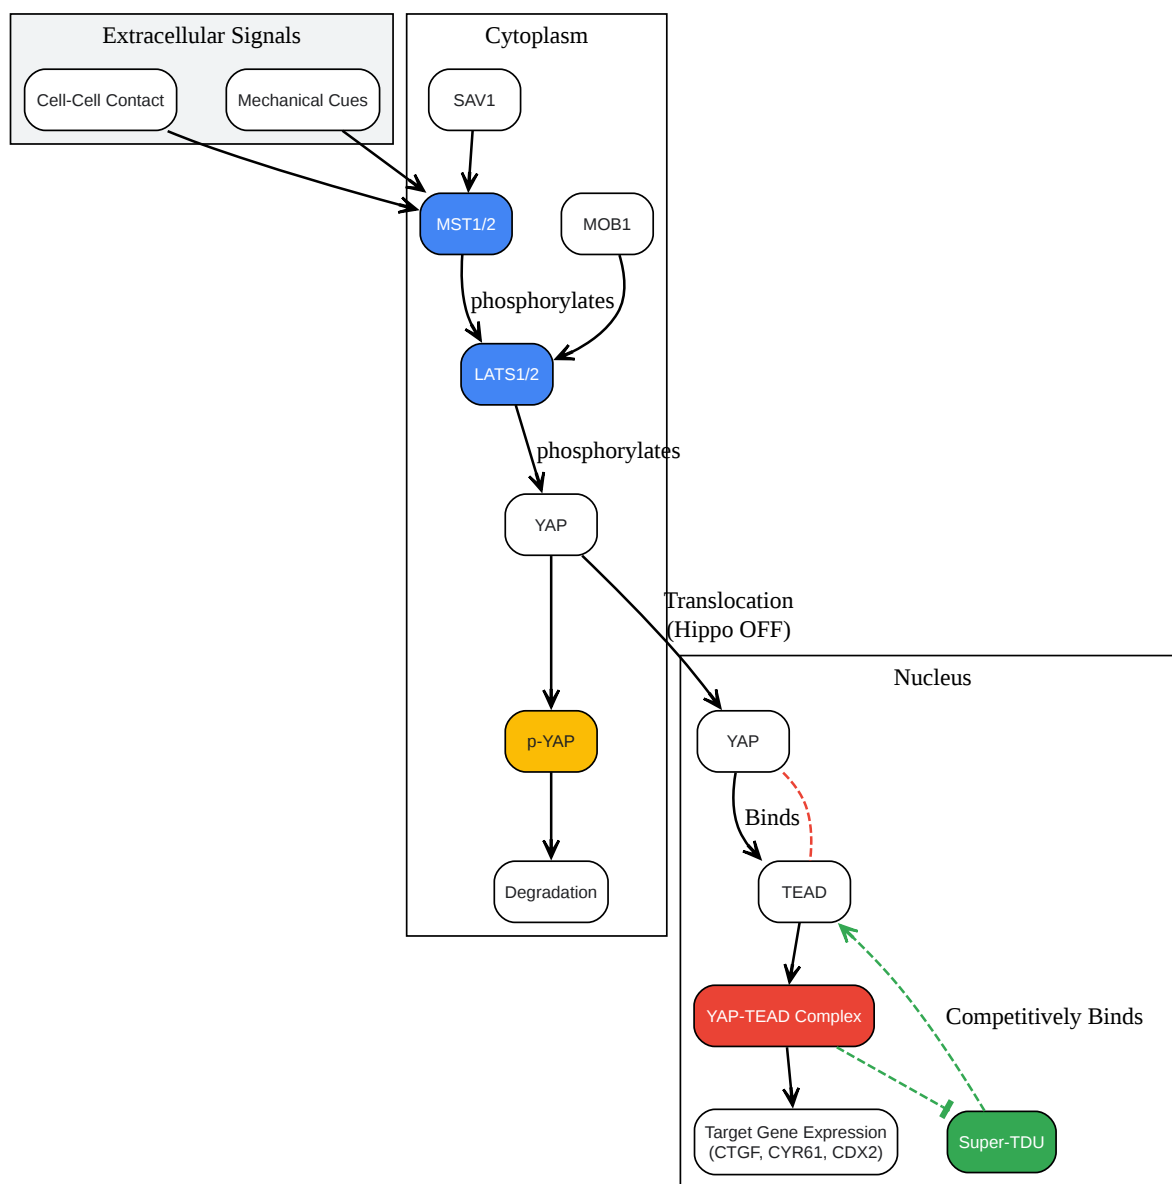 Extracellular Signals
Cytoplasm
Cell-Cell Contact
Mechanical Cues
SAV1
MST1/2
MOB1
phosphorylates
LATS1/2
phosphorylates
YAP
Translocation
(Hippo OFF)
Nucleus
p-YAP
YAP
Binds
Degradation
TEAD
YAP-TEAD Complex
Competitively Binds
Target Gene Expression
(CTGF, CYR61, CDX2)
Super-TDU